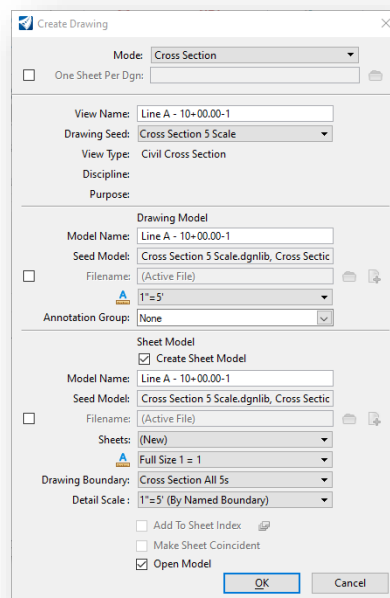 Create Drawing
Mode: Cross Section
One Sheet Per Dgn:
View Name: Line A - 10+00.00-1
Drawing Seed: Cross Section 5 Scale
View Type: Civil Cross Section
Discipline:
Purpose:
Drawing Model
Model Name: Line A - 10+00.00-1
Seed Model: Cross Section 5 Scale.dgnlib, Cross Sectic
Filename: (Active File)
A 1"=5'
Annotation Group: None
Sheet Model
Create Sheet Model
Model Name: Line A - 10+00.00-1
Seed Model: Cross Section 5 Scale.dgnlib, Cross Sectic
Filename: (Active File)
Sheets: (New)
A Full Size 1 = 1
Drawing Boundary: Cross Section All 5s
Detail Scale : 1"=5' (By Named Boundary)
Add To Sheet Index
Make Sheet Coincident
Open Model
OK Cancel